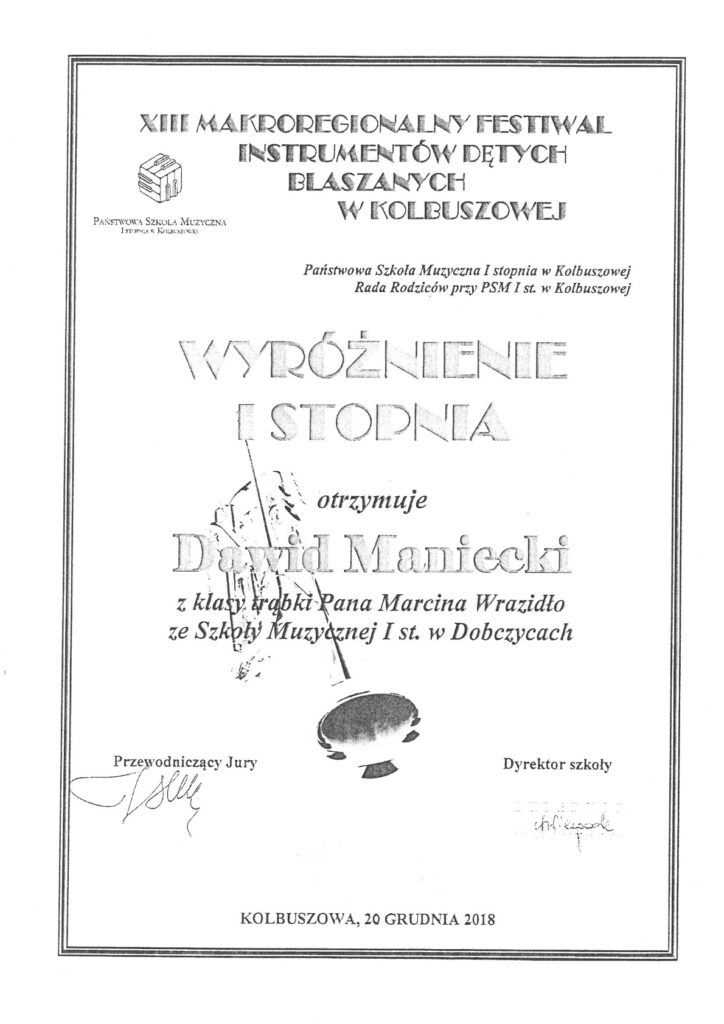 XIII MAKROREGIONALNY FESTIWAL
INSTRUMENTÓW DĘTYCH
BLASZANYCH
W KOLBUSZOWEJ
PAŃSTWOWA SZKOŁA MUZYCZNA
I STOPNIA W KOLBUSZOWEJ
Państwowa Szkoła Muzyczna I stopnia w Kolbuszowej
Rada Rodziców przy PSM I st. w Kolbuszowej
WYRÓŻNIENIE
I STOPNIA
otrzymuje
Dawid Maniecki
z klasy trąbki Pana Marcina Wrazidło
ze Szkoły Muzycznej I st. w Dobczycach
Przewodniczący Jury
Dyrektor szkoły
KOLBUSZOWA, 20 GRUDNIA 2018